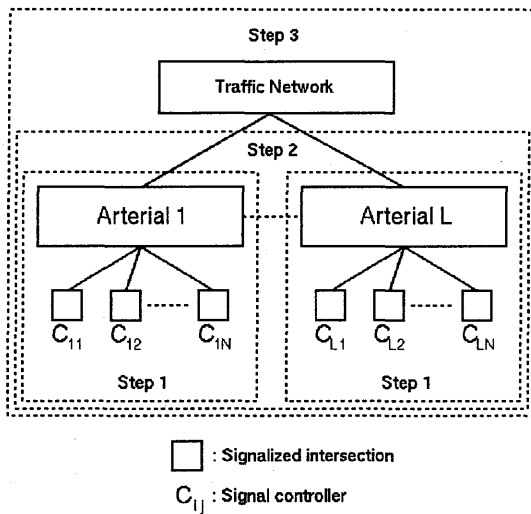 Step 3
Traffic Network
Step 2
Arterial 1
Arterial L
C11 C12 C1N
CL1 CL2 CLN
Step 1
Step 1
: Signalized intersection
CIJ : Signal controller